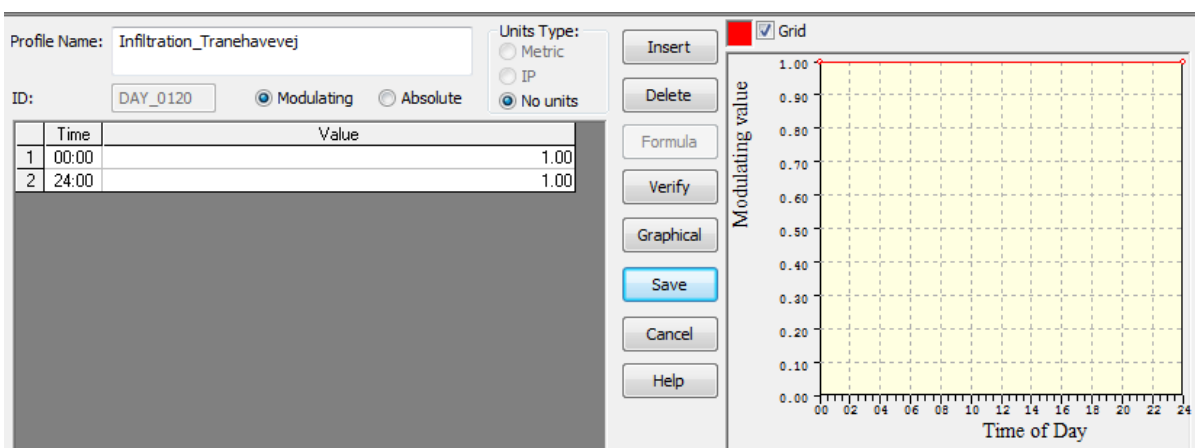 Profile Name: Infiltration_Tranehavevej
Units Type:
Metric
IP
No units
ID: DAY_0120 Modulating Absolute
Time Value
1 00:00 1.00
2 24:00 1.00
Insert
Delete
Formula
Verify
Graphical
Save
Cancel
Help
Grid
Modulating value
1.00
0.90
0.80
0.70
0.60
0.50
0.40
0.30
0.20
0.10
0.00
00 02 04 06 08 10 12 14 16 18 20 22 24
Time of Day